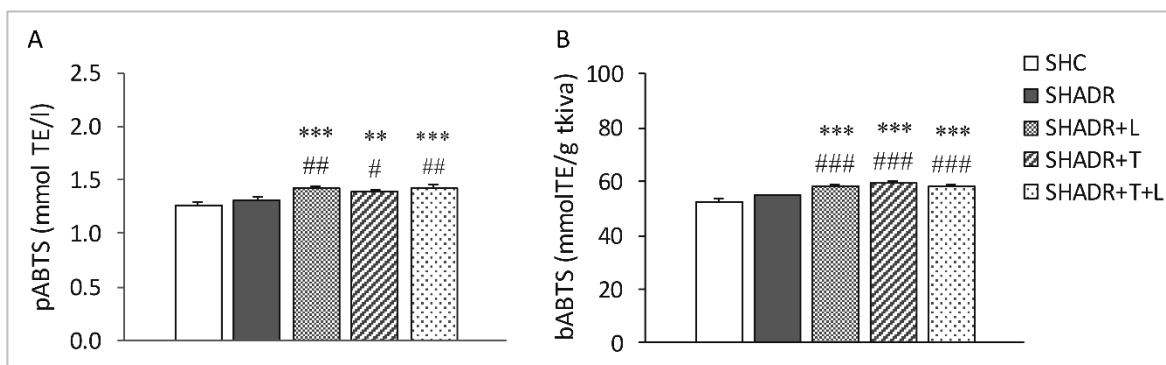 A
pABTS (mmol TE/l)
2.5
2.0
1.5
1.0
0.5
0.0
*** ** ***
## # ##
B
bABTS (mmolTE/g tkiva)
100
80
60
40
20
0
*** *** ***
### ### ###
SHC
SHADR
SHADR+L
SHADR+T
SHADR+T+L